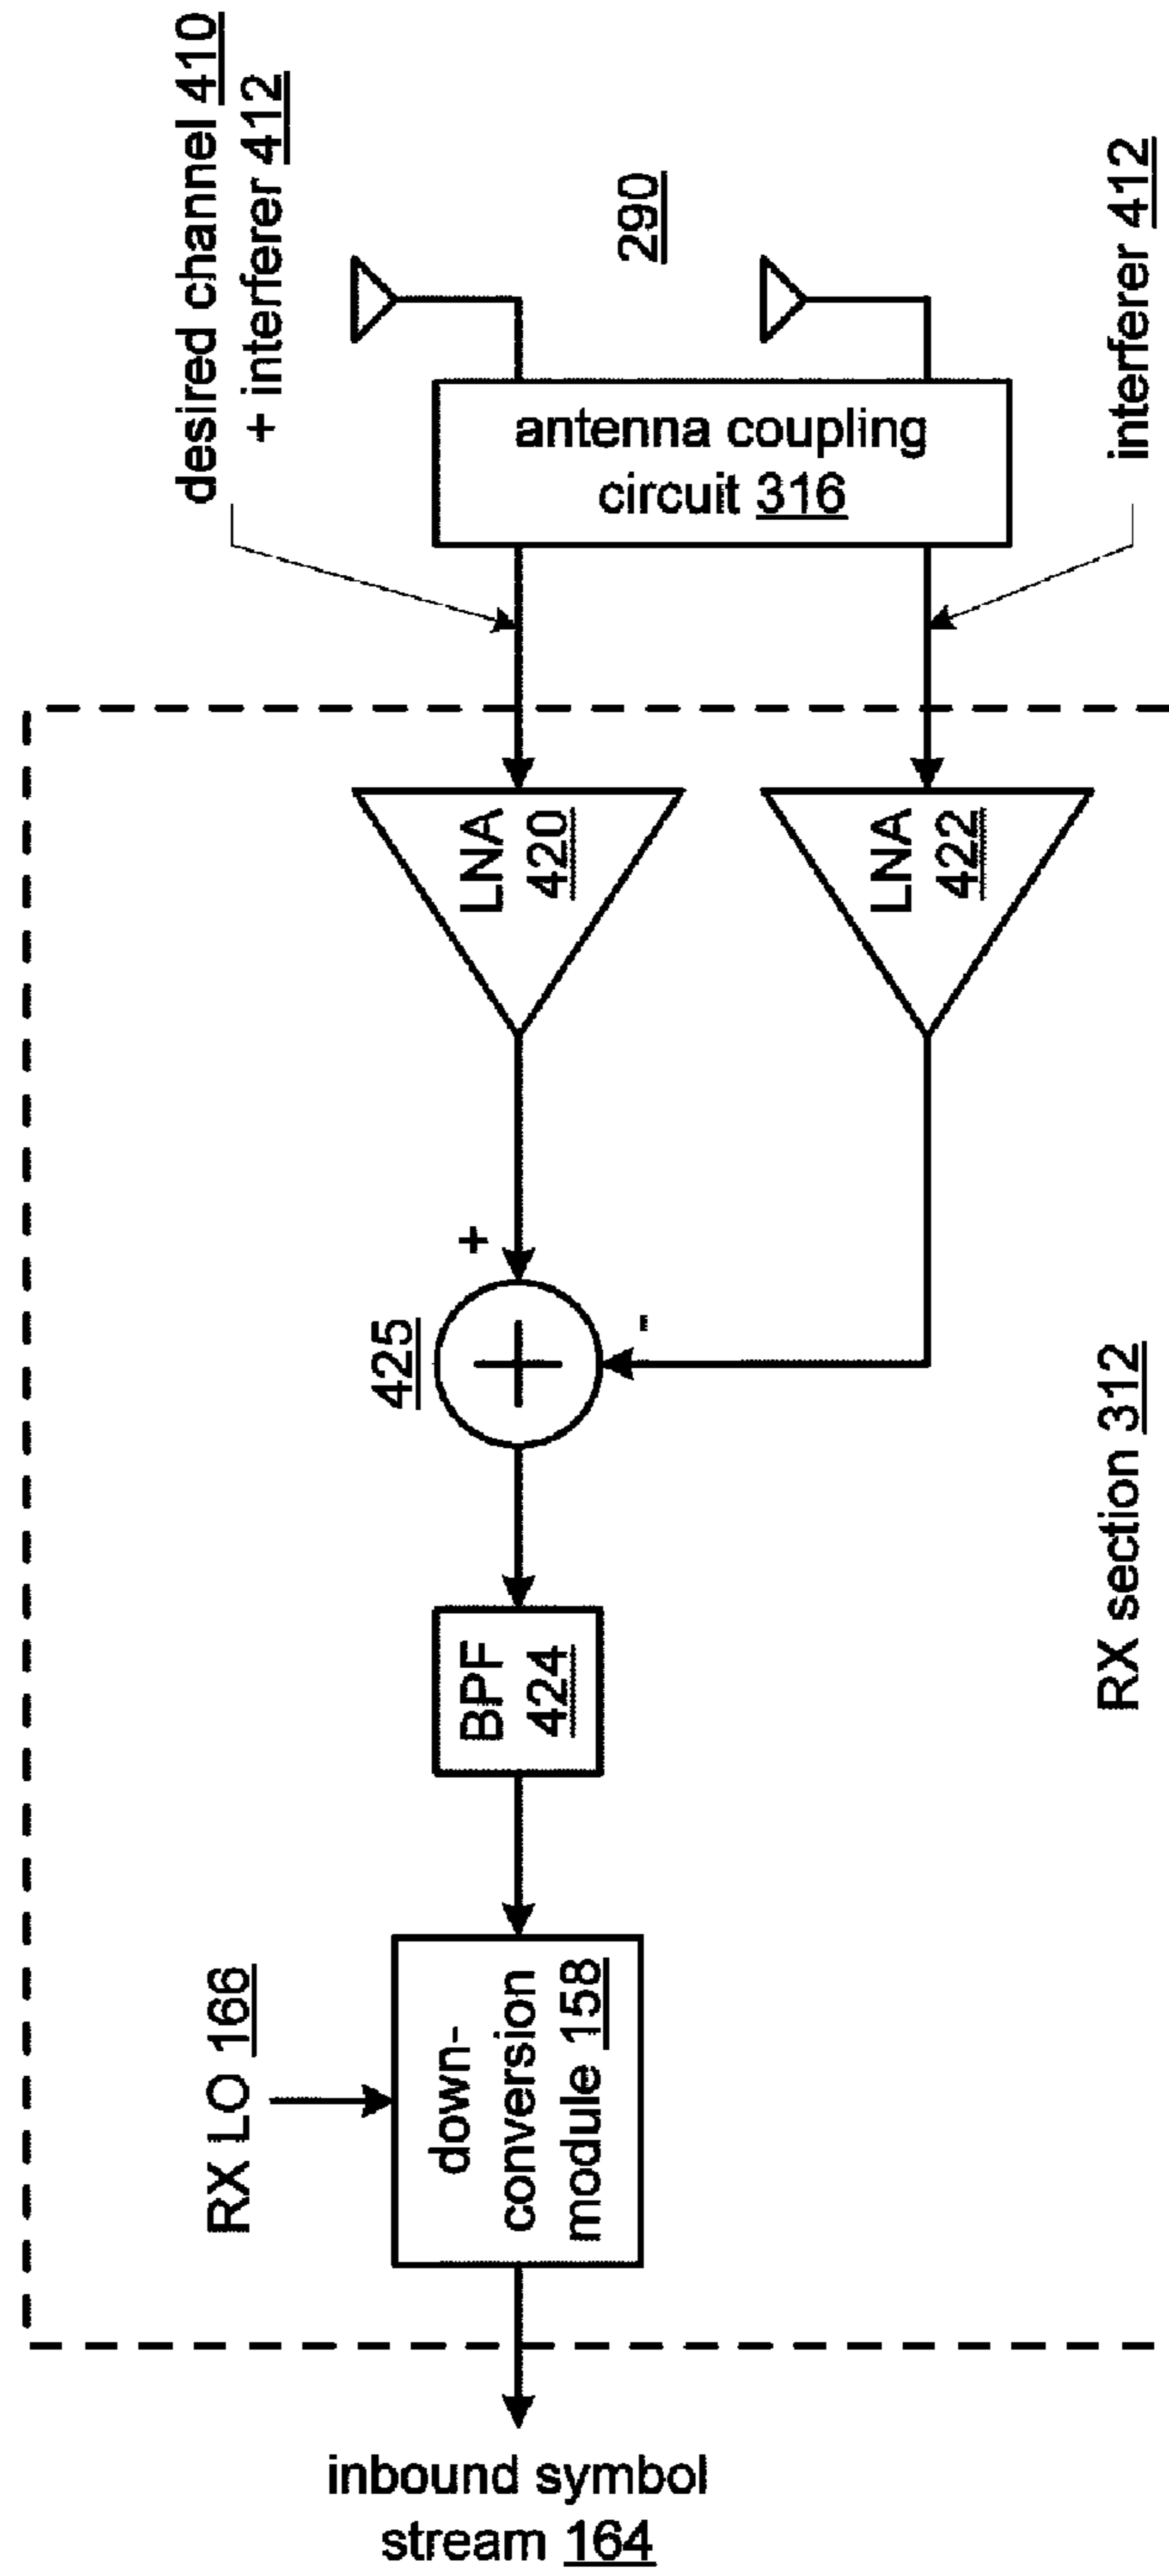 desired channel 410
+ interferer 412
290
antenna coupling
circuit 316
interferer 412
LNA
420
LNA
422
+
-
425
BPF
424
RX section 312
RX LO 166
down-
conversion
module 158
inbound symbol
stream 164